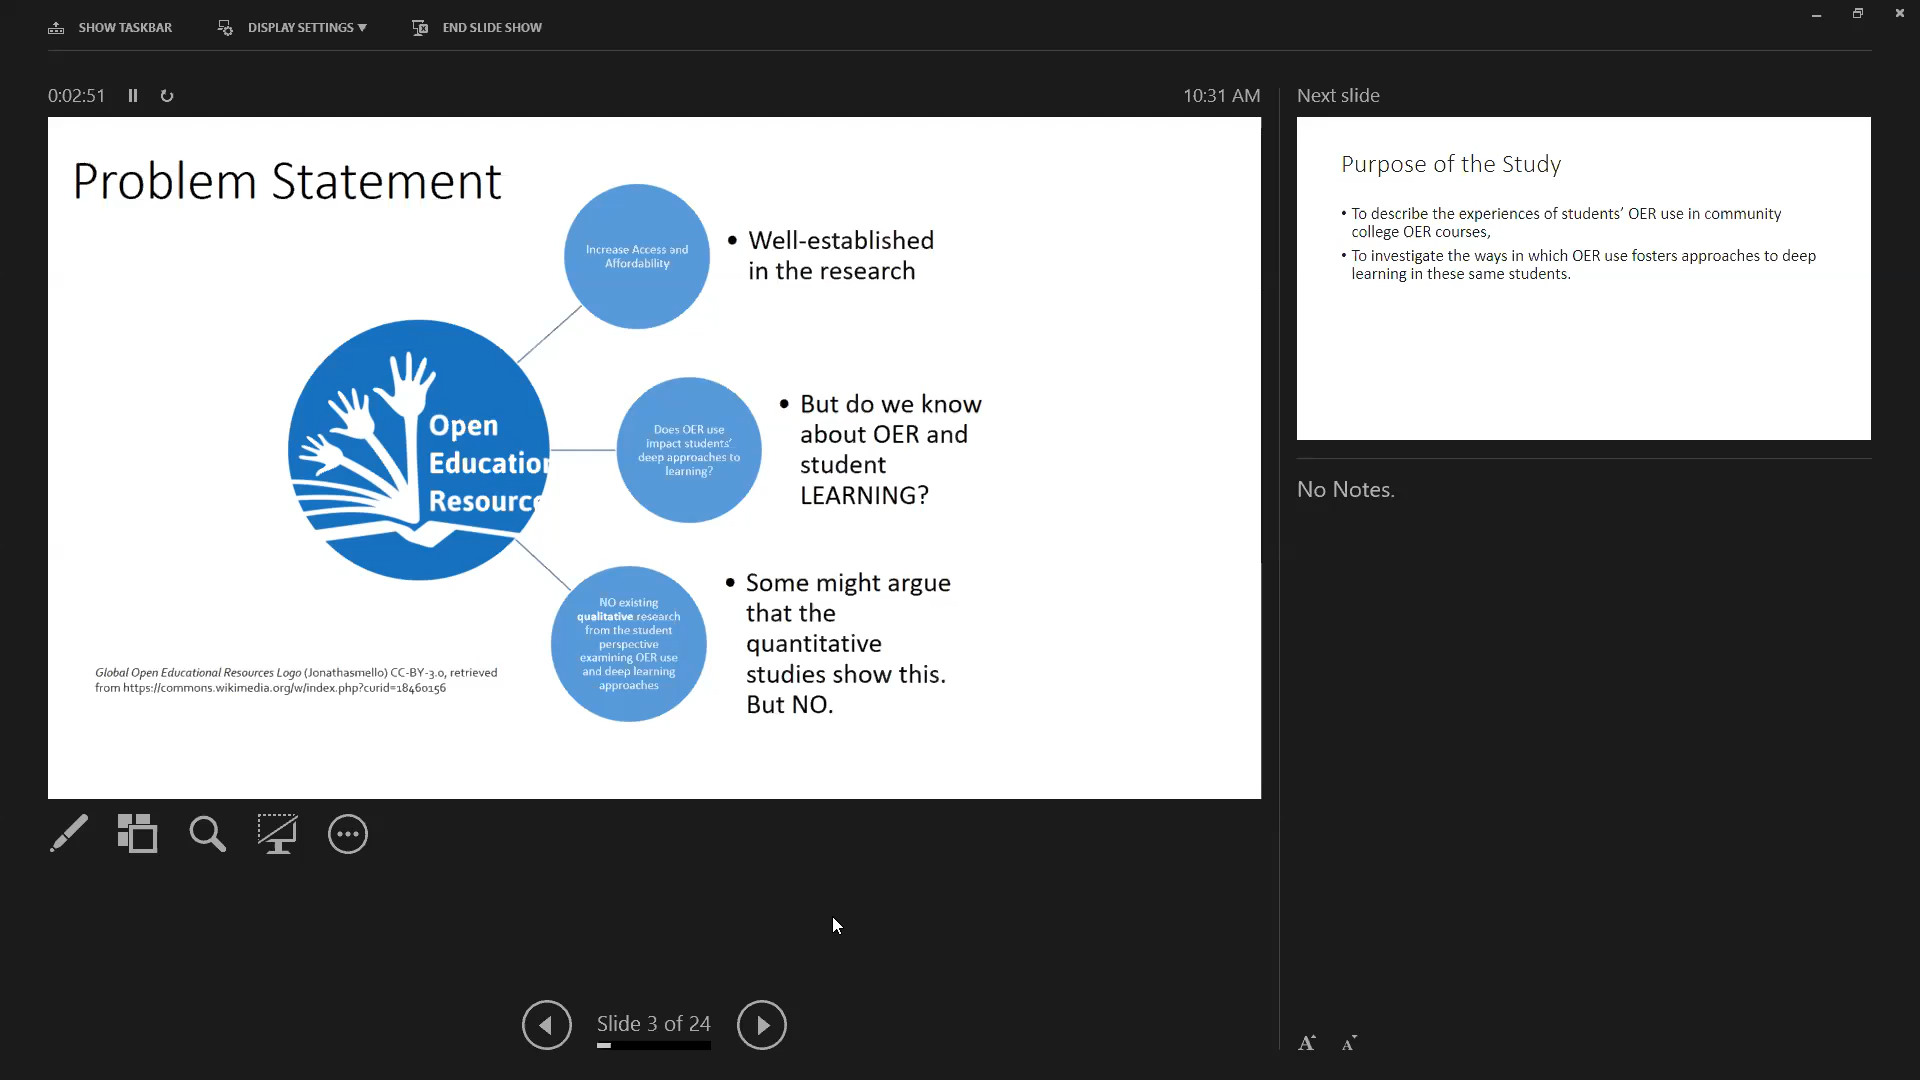 SHOW TASKBAR
DISPLAY SETTINGS ▼
END SLIDE SHOW
0:02:51
10:31 AM
Problem Statement
Increase Access and
Affordability
• Well-established
in the research
Open
Education
Resource
Does OER use
impact students'
deep approaches to
learning?
• But do we know
about OER and
student
LEARNING?
NO existing
qualitative research
from the student
perspective
examining OER use
and deep learning
approaches
• Some might argue
that the
quantitative
studies show this.
But NO.
Global Open Educational Resources Logo (Jonathasmello) CC-BY-3.0, retrieved
from https://commons.wikimedia.org/w/index.php?curid=18460156
Slide 3 of 24
Next slide
Purpose of the Study
• To describe the experiences of students’ OER use in community
college OER courses,
• To investigate the ways in which OER use fosters approaches to deep
learning in these same students.
No Notes.
A A